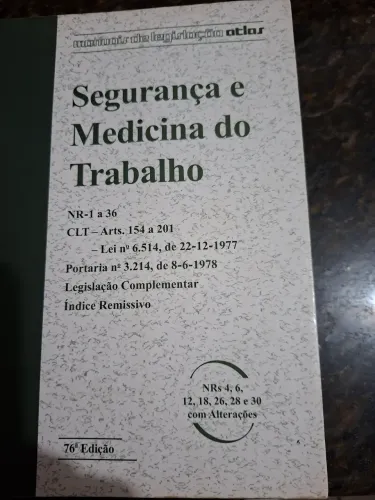 manuais de legislação atlas
Segurança e
Medicina do
Trabalho
NR-1 a 36
CLT – Arts. 154 a 201
– Lei nº 6.514, de 22-12-1977
Portaria nº 3.214, de 8-6-1978
Legislação Complementar
Índice Remissivo
NRs 4, 6,
12, 18, 26, 28 e 30
com Alterações
76ª Edição